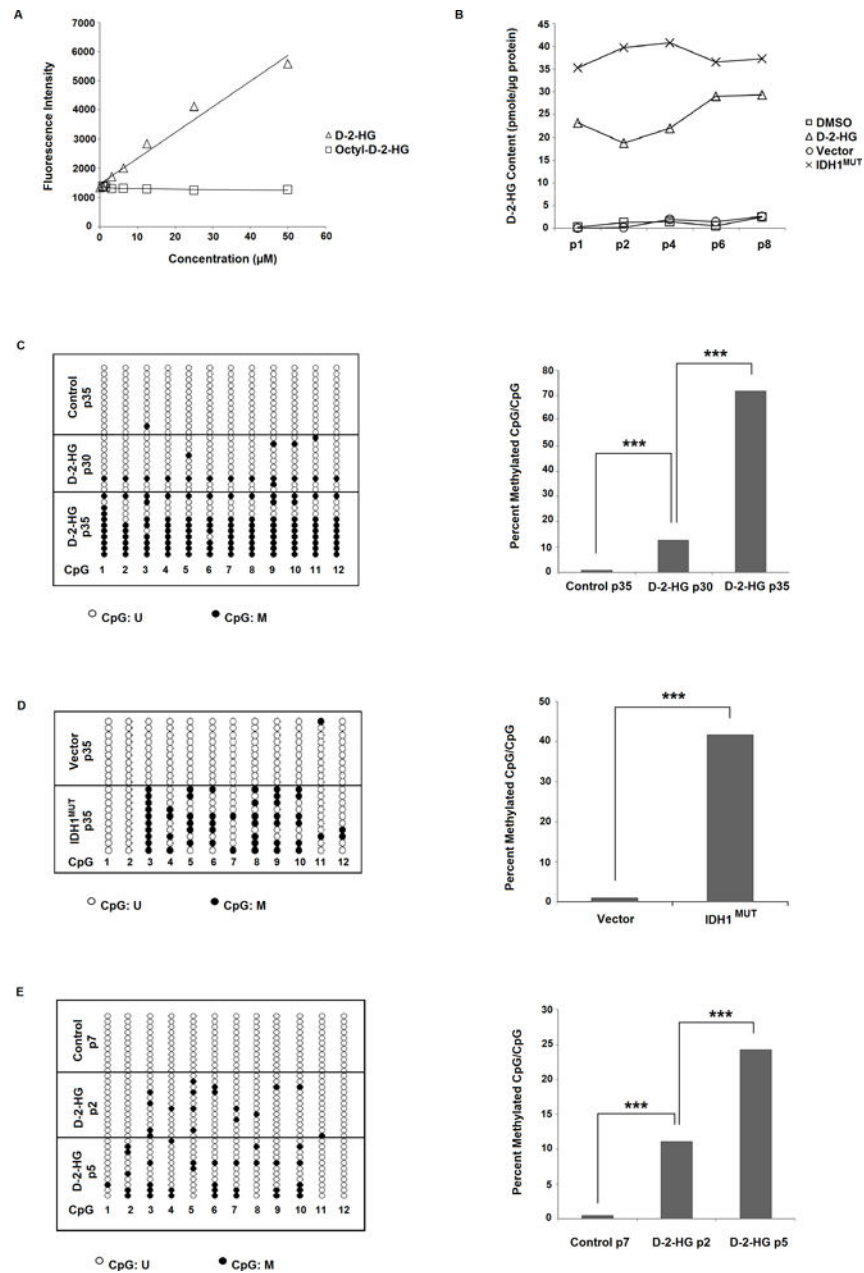 A
Fluorescence Intensity
7000
6000
5000
4000
3000
2000
1000
0
0 10 20 30 40 50 60
Concentration (µM)
D-2-HG
Octyl-D-2-HG
B
D-2-HG Content (pmole/µg protein)
45
40
35
30
25
20
15
10
5
0
p1 p2 p4 p6 p8
DMSO
D-2-HG
Vector
IDH1MUT
C
Control
p35
D-2-HG
p30
D-2-HG
p35
CpG 1 2 3 4 5 6 7 8 9 10 11 12
CpG: U CpG: M
Percent Methylated CpG/CpG
80
70
60
50
40
30
20
10
0
***
***
Control p35 D-2-HG p30 D-2-HG p35
D
Vector
p35
IDH1MUT
p35
CpG 1 2 3 4 5 6 7 8 9 10 11 12
CpG: U CpG: M
Percent Methylated CpG/CpG
50
40
30
20
10
0
***
Vector IDH1 MUT
E
Control
p7
D-2-HG
p2
D-2-HG
p5
CpG 1 2 3 4 5 6 7 8 9 10 11 12
CpG: U CpG: M
Percent Methylated CpG/CpG
30
25
20
15
10
5
0
***
***
Control p7 D-2-HG p2 D-2-HG p5